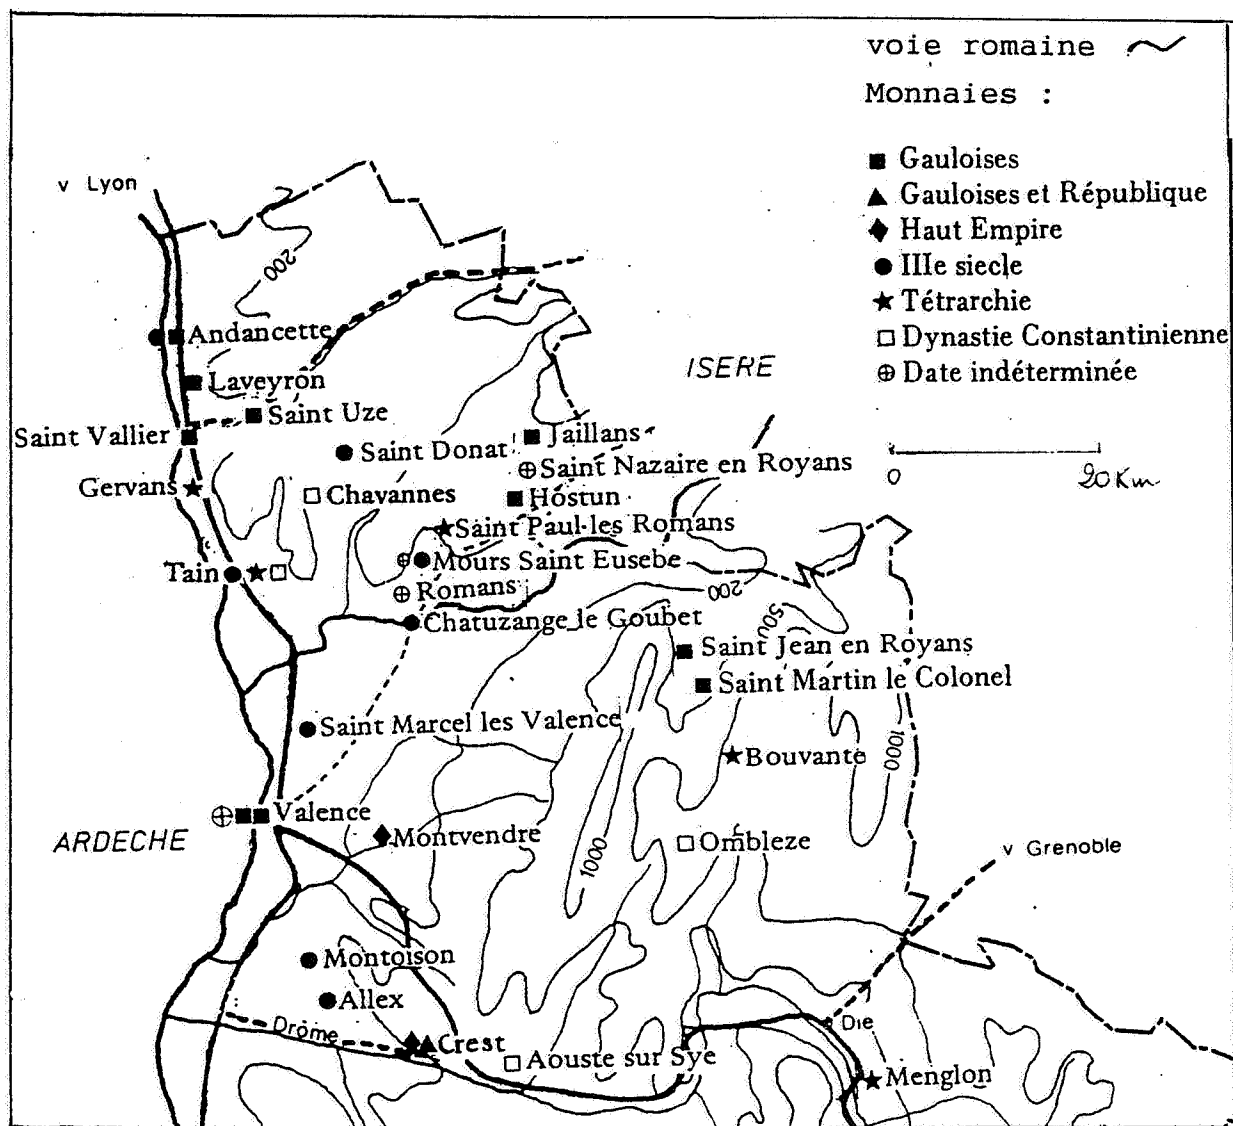 voie romaine
Monnaies :
Gauloises
Gauloises et République
Haut Empire
IIIe siecle
Tétrarchie
Dynastie Constantinienne
Date indéterminée
0 20 Km
v Lyon
200
Andancette
ISERE
Laveyron
Saint Uze
Saint Vallier
Jaillans
Saint Donat
Saint Nazaire en Royans
Gervans
Chavannes
Hostun
Saint Paul-les Romans
Tain
Mours Saint Eusebe
Romans
200
500
Chatuzange le Goubet
Saint Jean en Royans
Saint Martin le Colonel
Saint Marcel les Valence
1000
Bouvante
Valence
ARDECHE
Montvendre
1000
Ombleze
v Grenoble
Montoison
Allex
Drôme
Crest
Die
Aouste sur Sye
Menglon